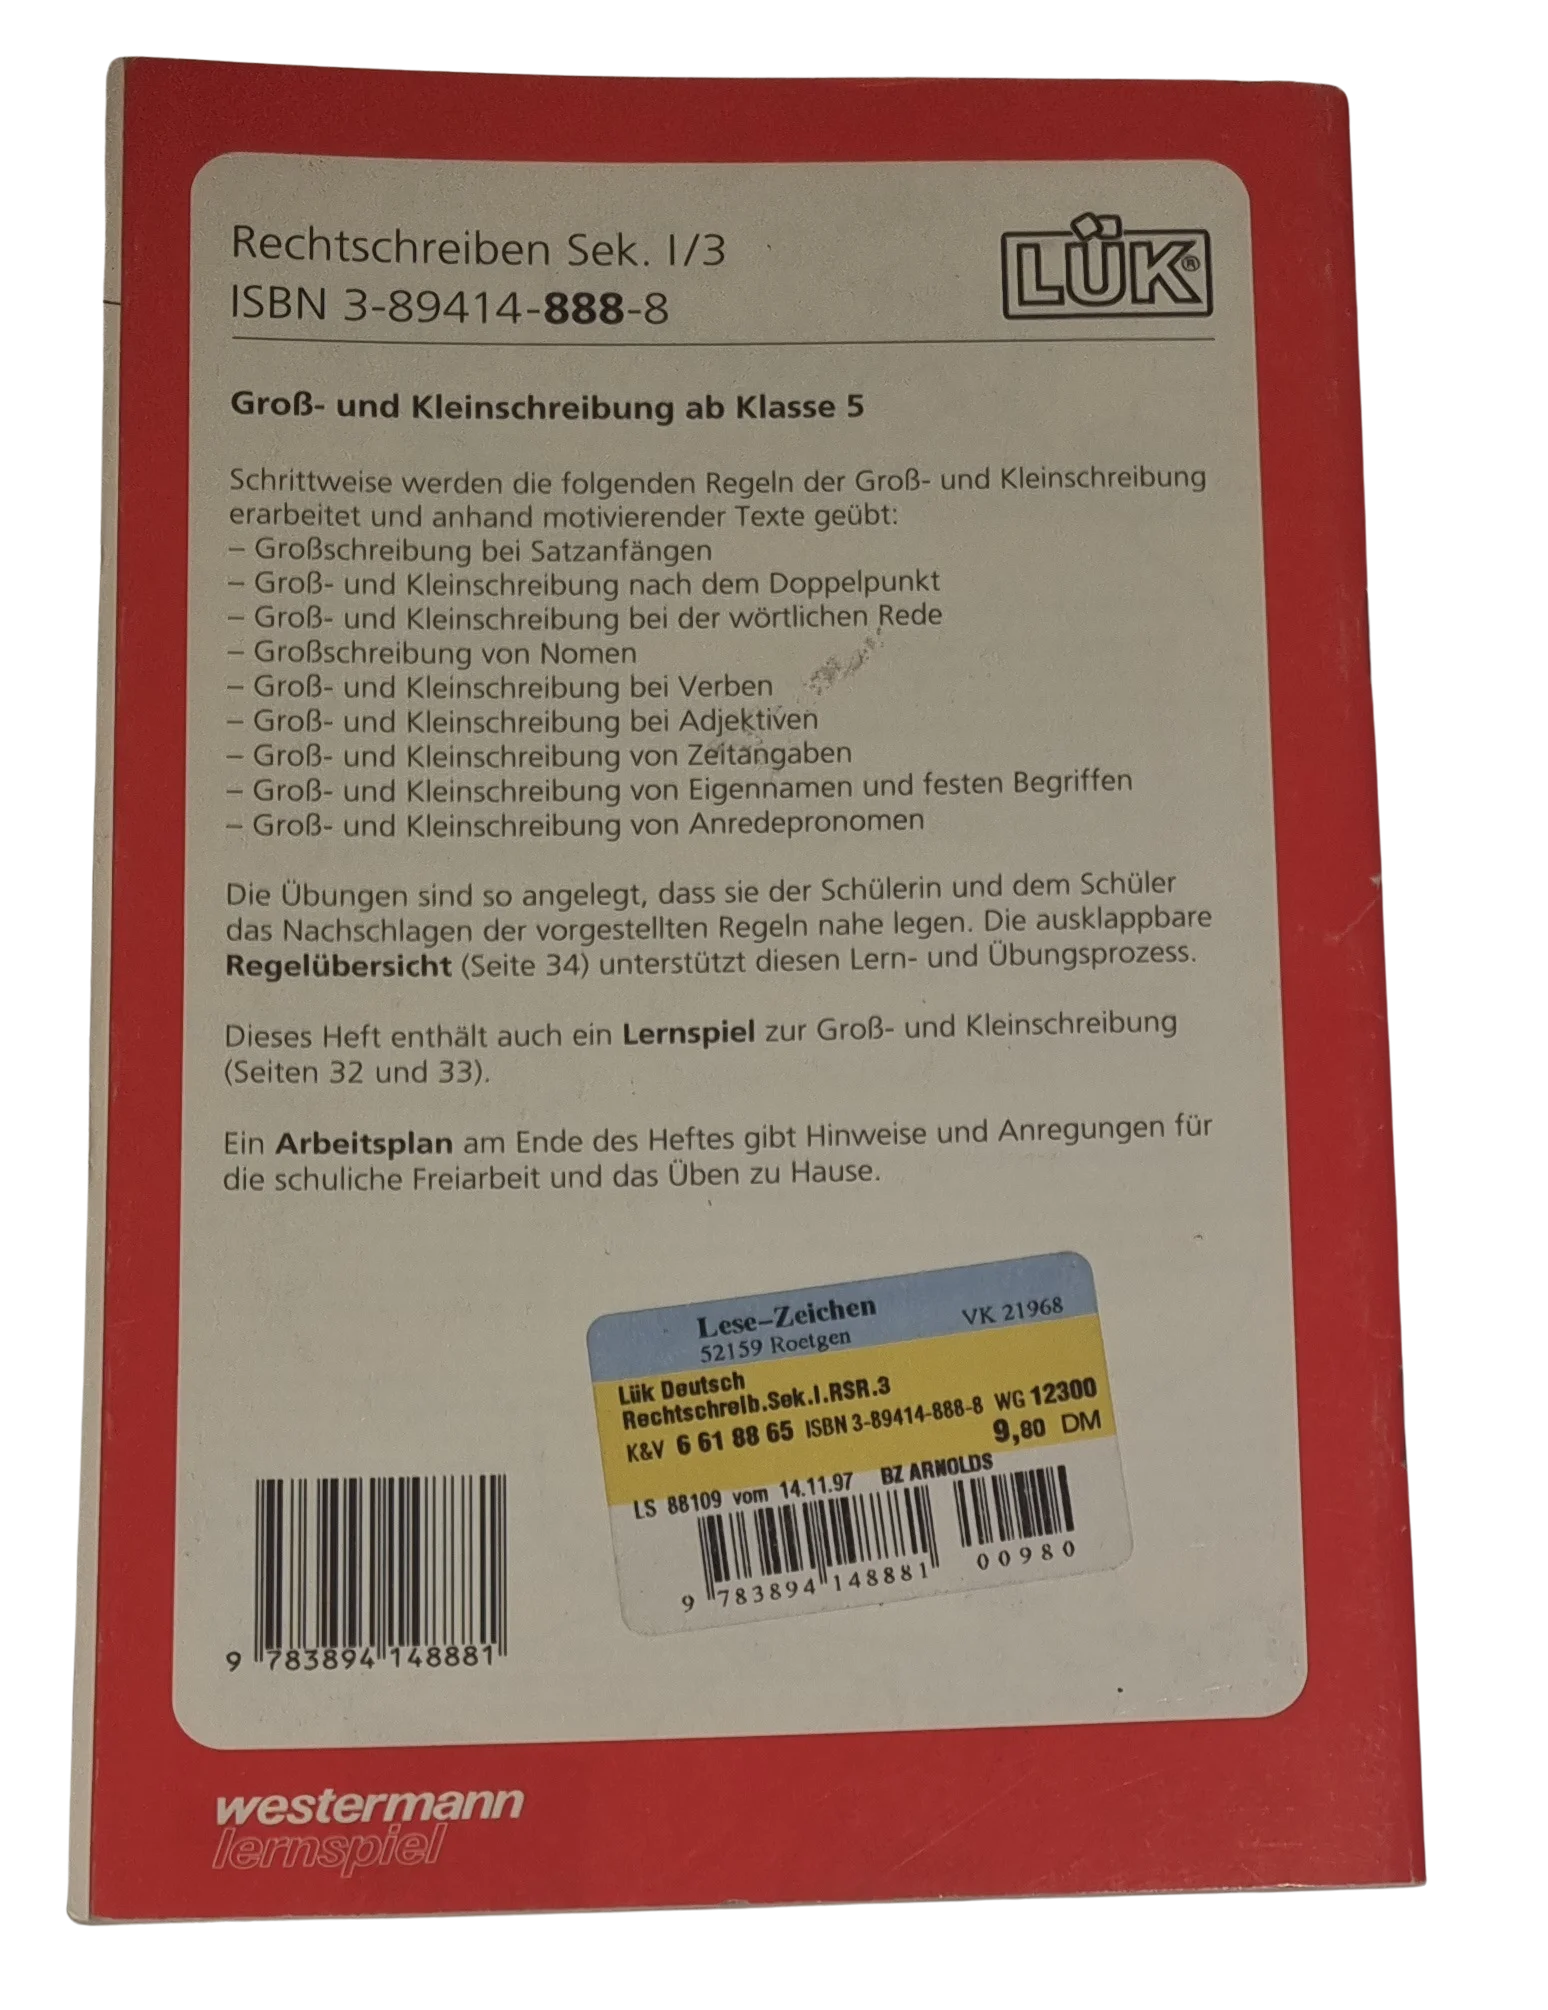 Rechtschreiben Sek. I/3
ISBN 3-89414-888-8
LÜK®
Groß- und Kleinschreibung ab Klasse 5
Schrittweise werden die folgenden Regeln der Groß- und Kleinschreibung
erarbeitet und anhand motivierender Texte geübt:
– Großschreibung bei Satzanfängen
– Groß- und Kleinschreibung nach dem Doppelpunkt
– Groß- und Kleinschreibung bei der wörtlichen Rede
– Großschreibung von Nomen
– Groß- und Kleinschreibung bei Verben
– Groß- und Kleinschreibung bei Adjektiven
– Groß- und Kleinschreibung von Zeitangaben
– Groß- und Kleinschreibung von Eigennamen und festen Begriffen
– Groß- und Kleinschreibung von Anredepronomen
Die Übungen sind so angelegt, dass sie der Schülerin und dem Schüler
das Nachschlagen der vorgestellten Regeln nahe legen. Die ausklappbare
Regelübersicht (Seite 34) unterstützt diesen Lern- und Übungsprozess.
Dieses Heft enthält auch ein Lernspiel zur Groß- und Kleinschreibung
(Seiten 32 und 33).
Ein Arbeitsplan am Ende des Heftes gibt Hinweise und Anregungen für
die schuliche Freiarbeit und das Üben zu Hause.
Lese-Zeichen VK 21968
52159 Roetgen
Lük Deutsch
Rechtschreib.Sek.I.RSR.3
K&V 6 61 88 65 ISBN 3-89414-888-8 WG 12300
9,80 DM
LS 88109 vom 14.11.97 BZ ARNOLDS
9 783894 148881 00980
9 783894 148881
westermann
lernspiel